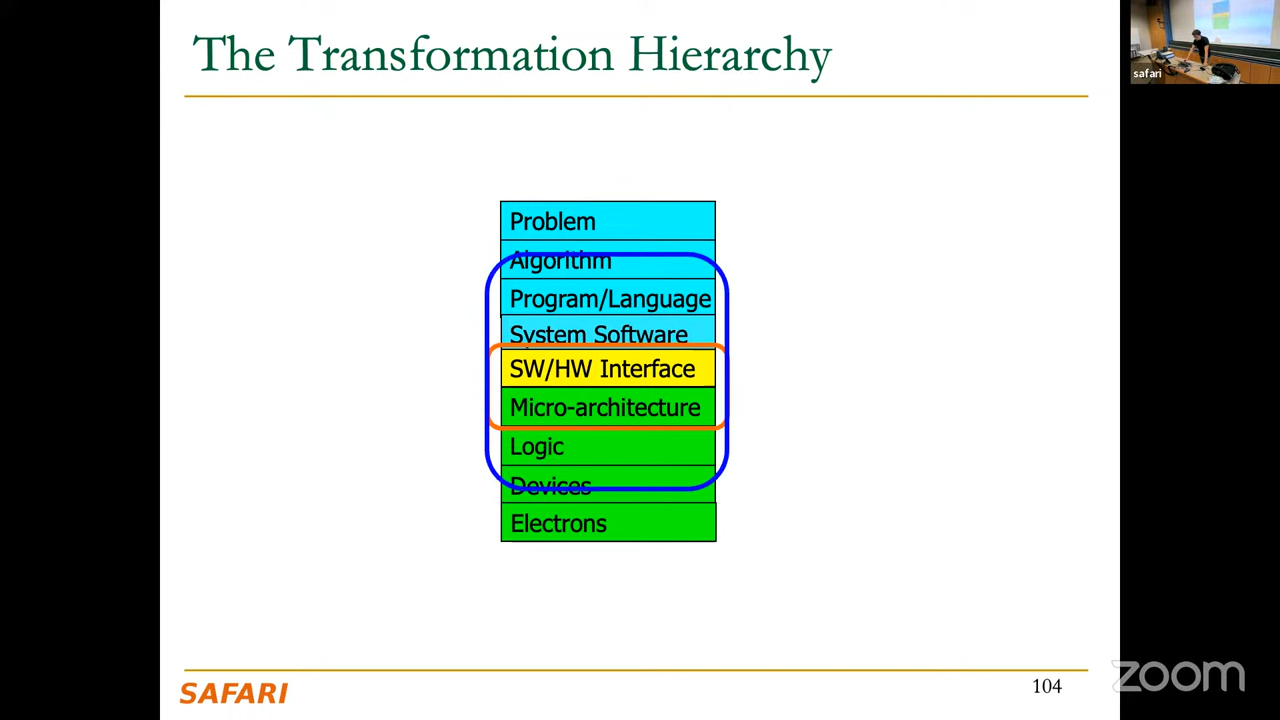 The Transformation Hierarchy
safari
Problem
Algorithm
Program/Language
System Software
SW/HW Interface
Micro-architecture
Logic
Devices
Electrons
SAFARI
104
zoom